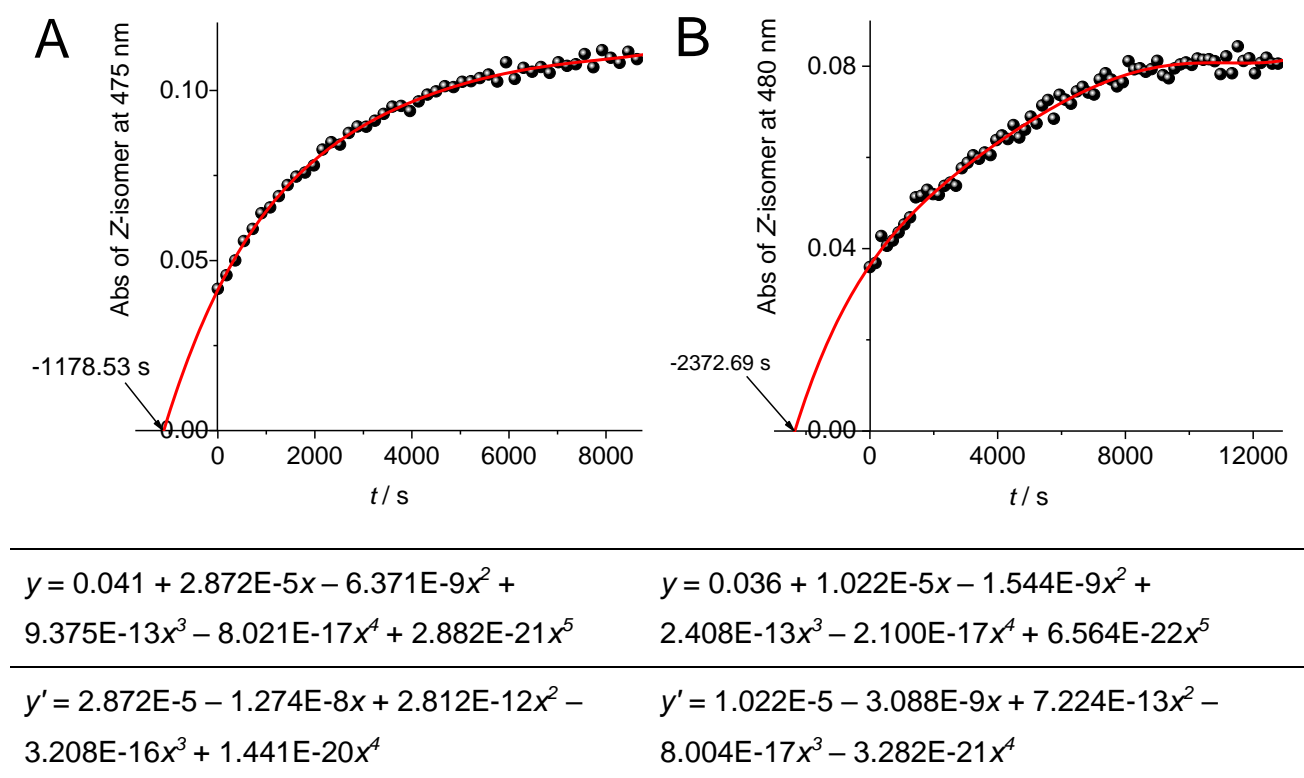 A
Abs of Z-isomer at 475 nm
0.10
0.05
0.00
-1178.53 s
0 2000 4000 6000 8000
t / s
B
Abs of Z-isomer at 480 nm
0.08
0.04
0.00
-2372.69 s
0 4000 8000 12000
t / s
y = 0.041 + 2.872E-5x – 6.371E-9x² +
9.375E-13x³ – 8.021E-17x⁴ + 2.882E-21x⁵
y = 0.036 + 1.022E-5x – 1.544E-9x² +
2.408E-13x³ – 2.100E-17x⁴ + 6.564E-22x⁵
y' = 2.872E-5 – 1.274E-8x + 2.812E-12x² –
3.208E-16x³ + 1.441E-20x⁴
y' = 1.022E-5 – 3.088E-9x + 7.224E-13x² –
8.004E-17x³ – 3.282E-21x⁴